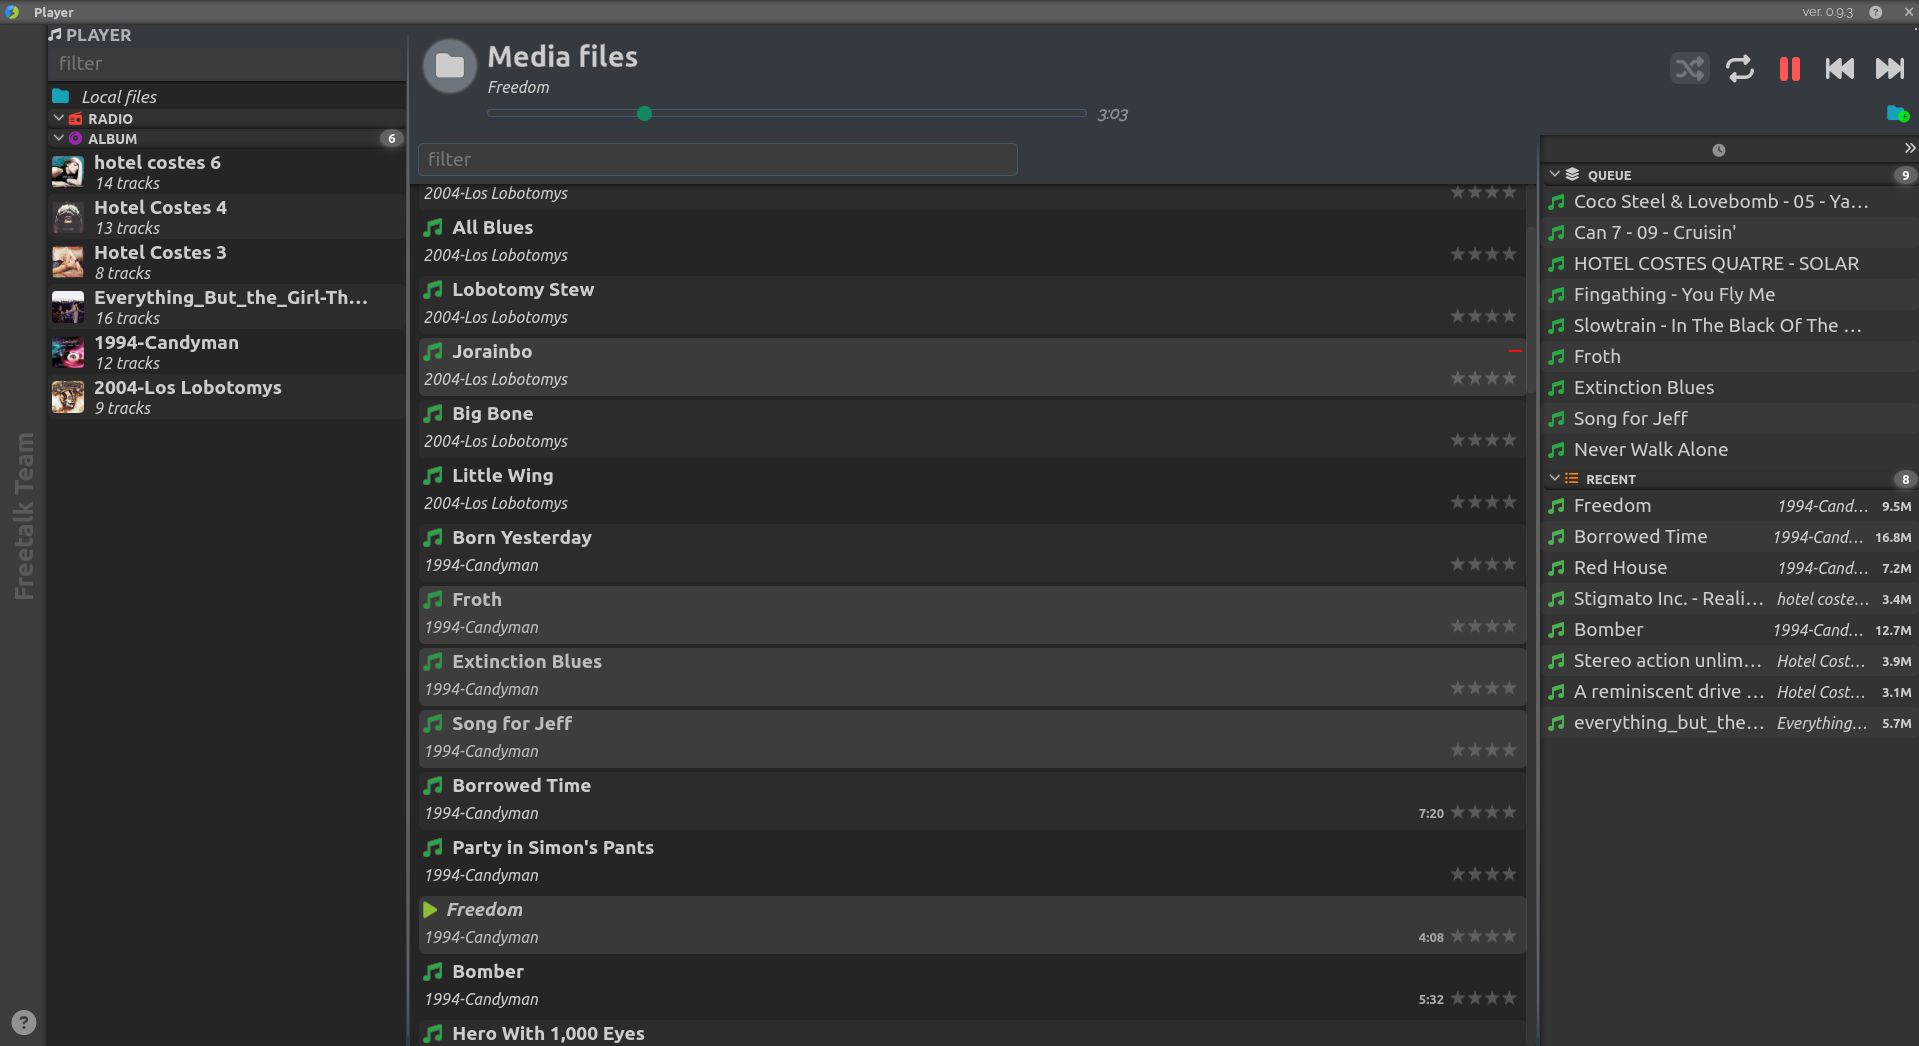 Player
ver. 0.9.3
?
PLAYER
filter
Local files
RADIO
ALBUM
6
hotel costes 6
14 tracks
Hotel Costes 4
13 tracks
Hotel Costes 3
8 tracks
Everything_But_the_Girl-Th...
16 tracks
1994-Candyman
12 tracks
2004-Los Lobotomys
9 tracks
Freetalk Team
?
Media files
Freedom
3:03
filter
2004-Los Lobotomys
All Blues
2004-Los Lobotomys
Lobotomy Stew
2004-Los Lobotomys
Jorainbo
2004-Los Lobotomys
Big Bone
2004-Los Lobotomys
Little Wing
2004-Los Lobotomys
Born Yesterday
1994-Candyman
Froth
1994-Candyman
Extinction Blues
1994-Candyman
Song for Jeff
1994-Candyman
Borrowed Time
1994-Candyman 7:20
Party in Simon's Pants
1994-Candyman
Freedom
1994-Candyman 4:08
Bomber
1994-Candyman 5:32
Hero With 1,000 Eyes
QUEUE 9
Coco Steel & Lovebomb - 05 - Ya...
Can 7 - 09 - Cruisin'
HOTEL COSTES QUATRE - SOLAR
Fingathing - You Fly Me
Slowtrain - In The Black Of The ...
Froth
Extinction Blues
Song for Jeff
Never Walk Alone
RECENT 8
Freedom 1994-Cand... 9.5M
Borrowed Time 1994-Cand... 16.8M
Red House 1994-Cand... 7.2M
Stigmato Inc. - Reali... hotel coste... 3.4M
Bomber 1994-Cand... 12.7M
Stereo action unlim... Hotel Cost... 3.9M
A reminiscent drive ... Hotel Cost... 3.1M
everything_but_the... Everything... 5.7M